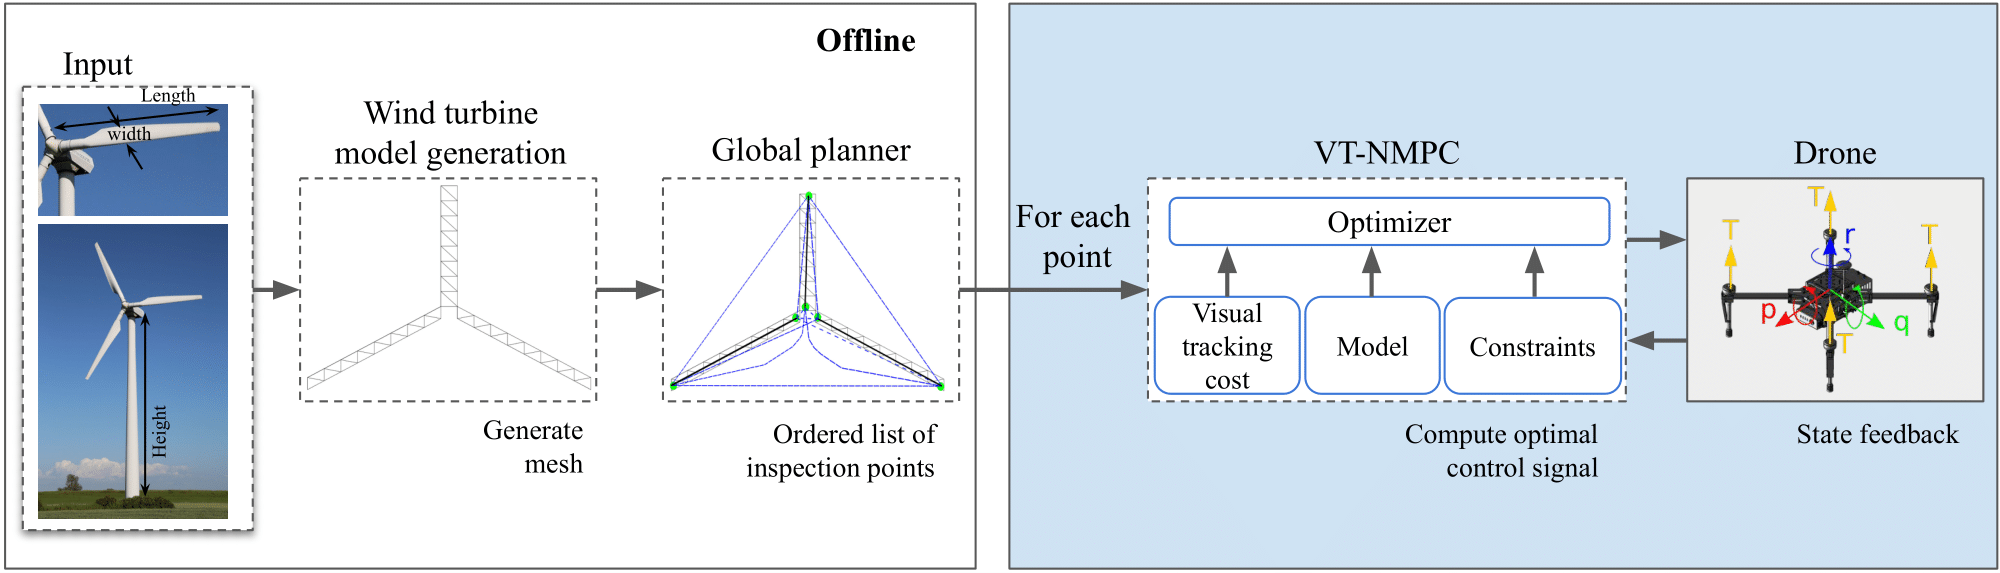 Offline
Input
Length
width
Height
Wind turbine
model generation
Generate
mesh
Global planner
Ordered list of
inspection points
For each
point
VT-NMPC
Optimizer
Visual
tracking
cost
Model
Constraints
Compute optimal
control signal
Drone
T
T
T
r
p
q
T
State feedback